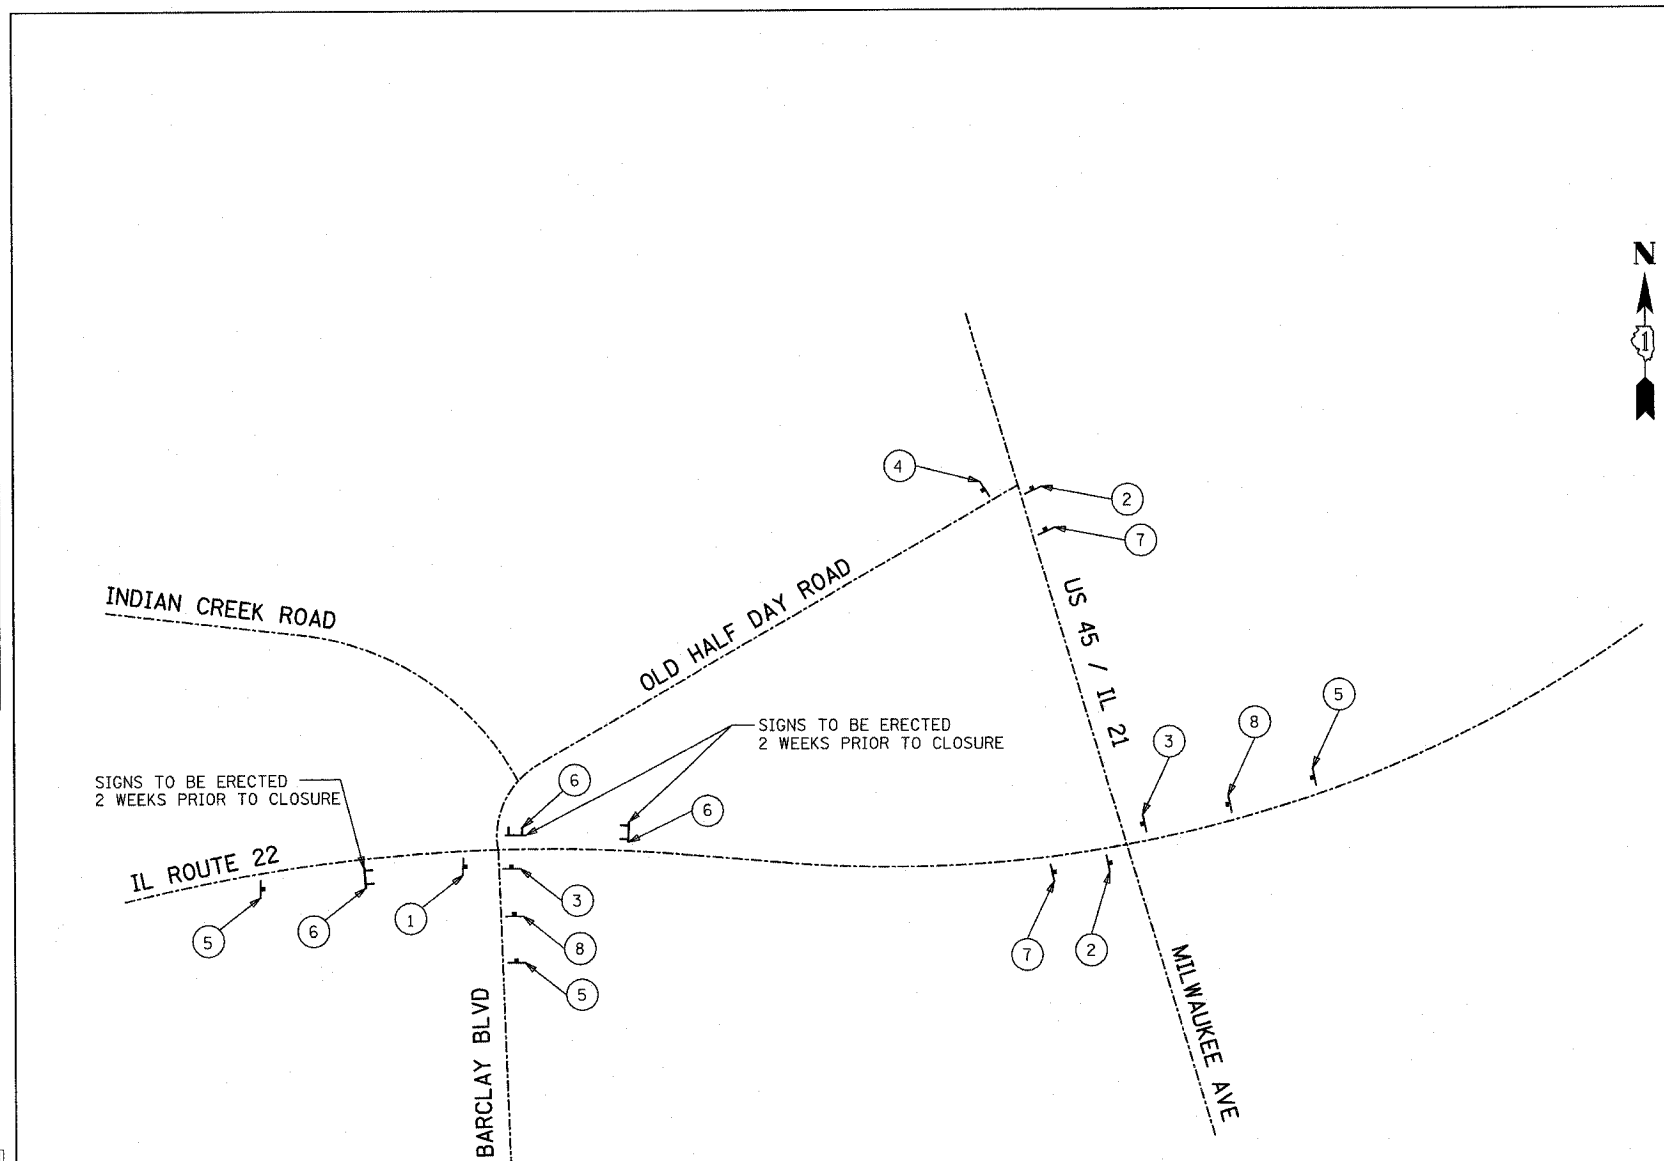 N
1
4
2
7
INDIAN CREEK ROAD
OLD HALF DAY ROAD
US 45 / IL 21
5
8
3
SIGNS TO BE ERECTED
2 WEEKS PRIOR TO CLOSURE
SIGNS TO BE ERECTED
2 WEEKS PRIOR TO CLOSURE
6
6
IL ROUTE 22
5
6
1
3
8
5
7
2
BARCLAY BLVD
MILWAUKEE AVE